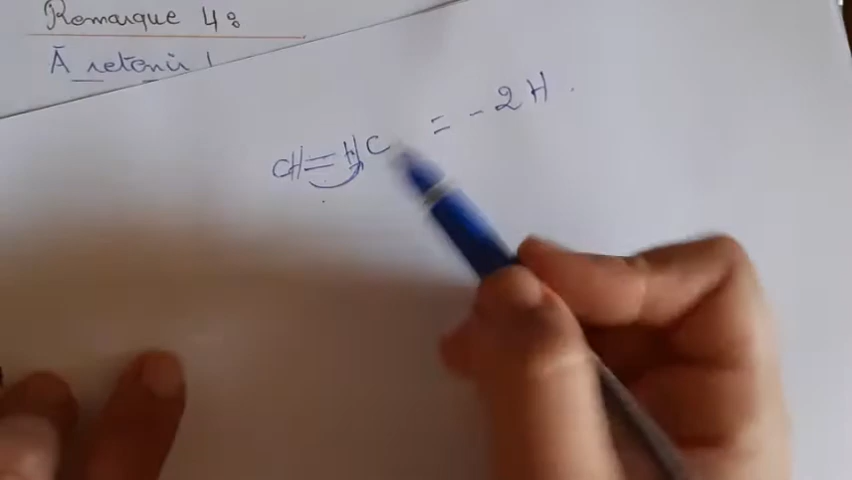 Remarque 4:
À retenir !
CH=HC = -2H.